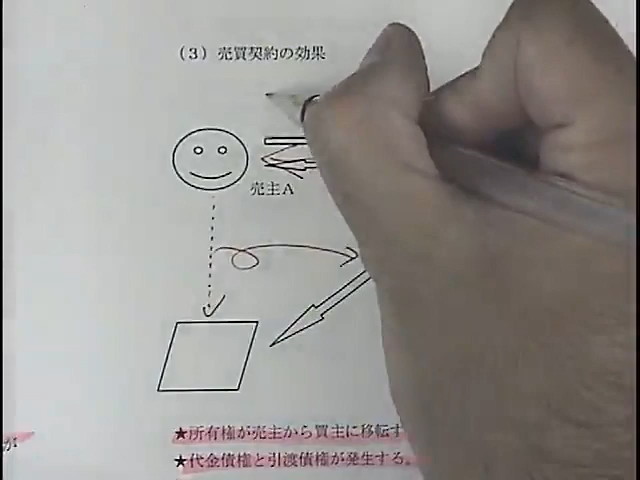 （3）売買契約の効果
売主A
★所有権が売主から買主に移転す
が
★代金債権と引渡債権が発生する。